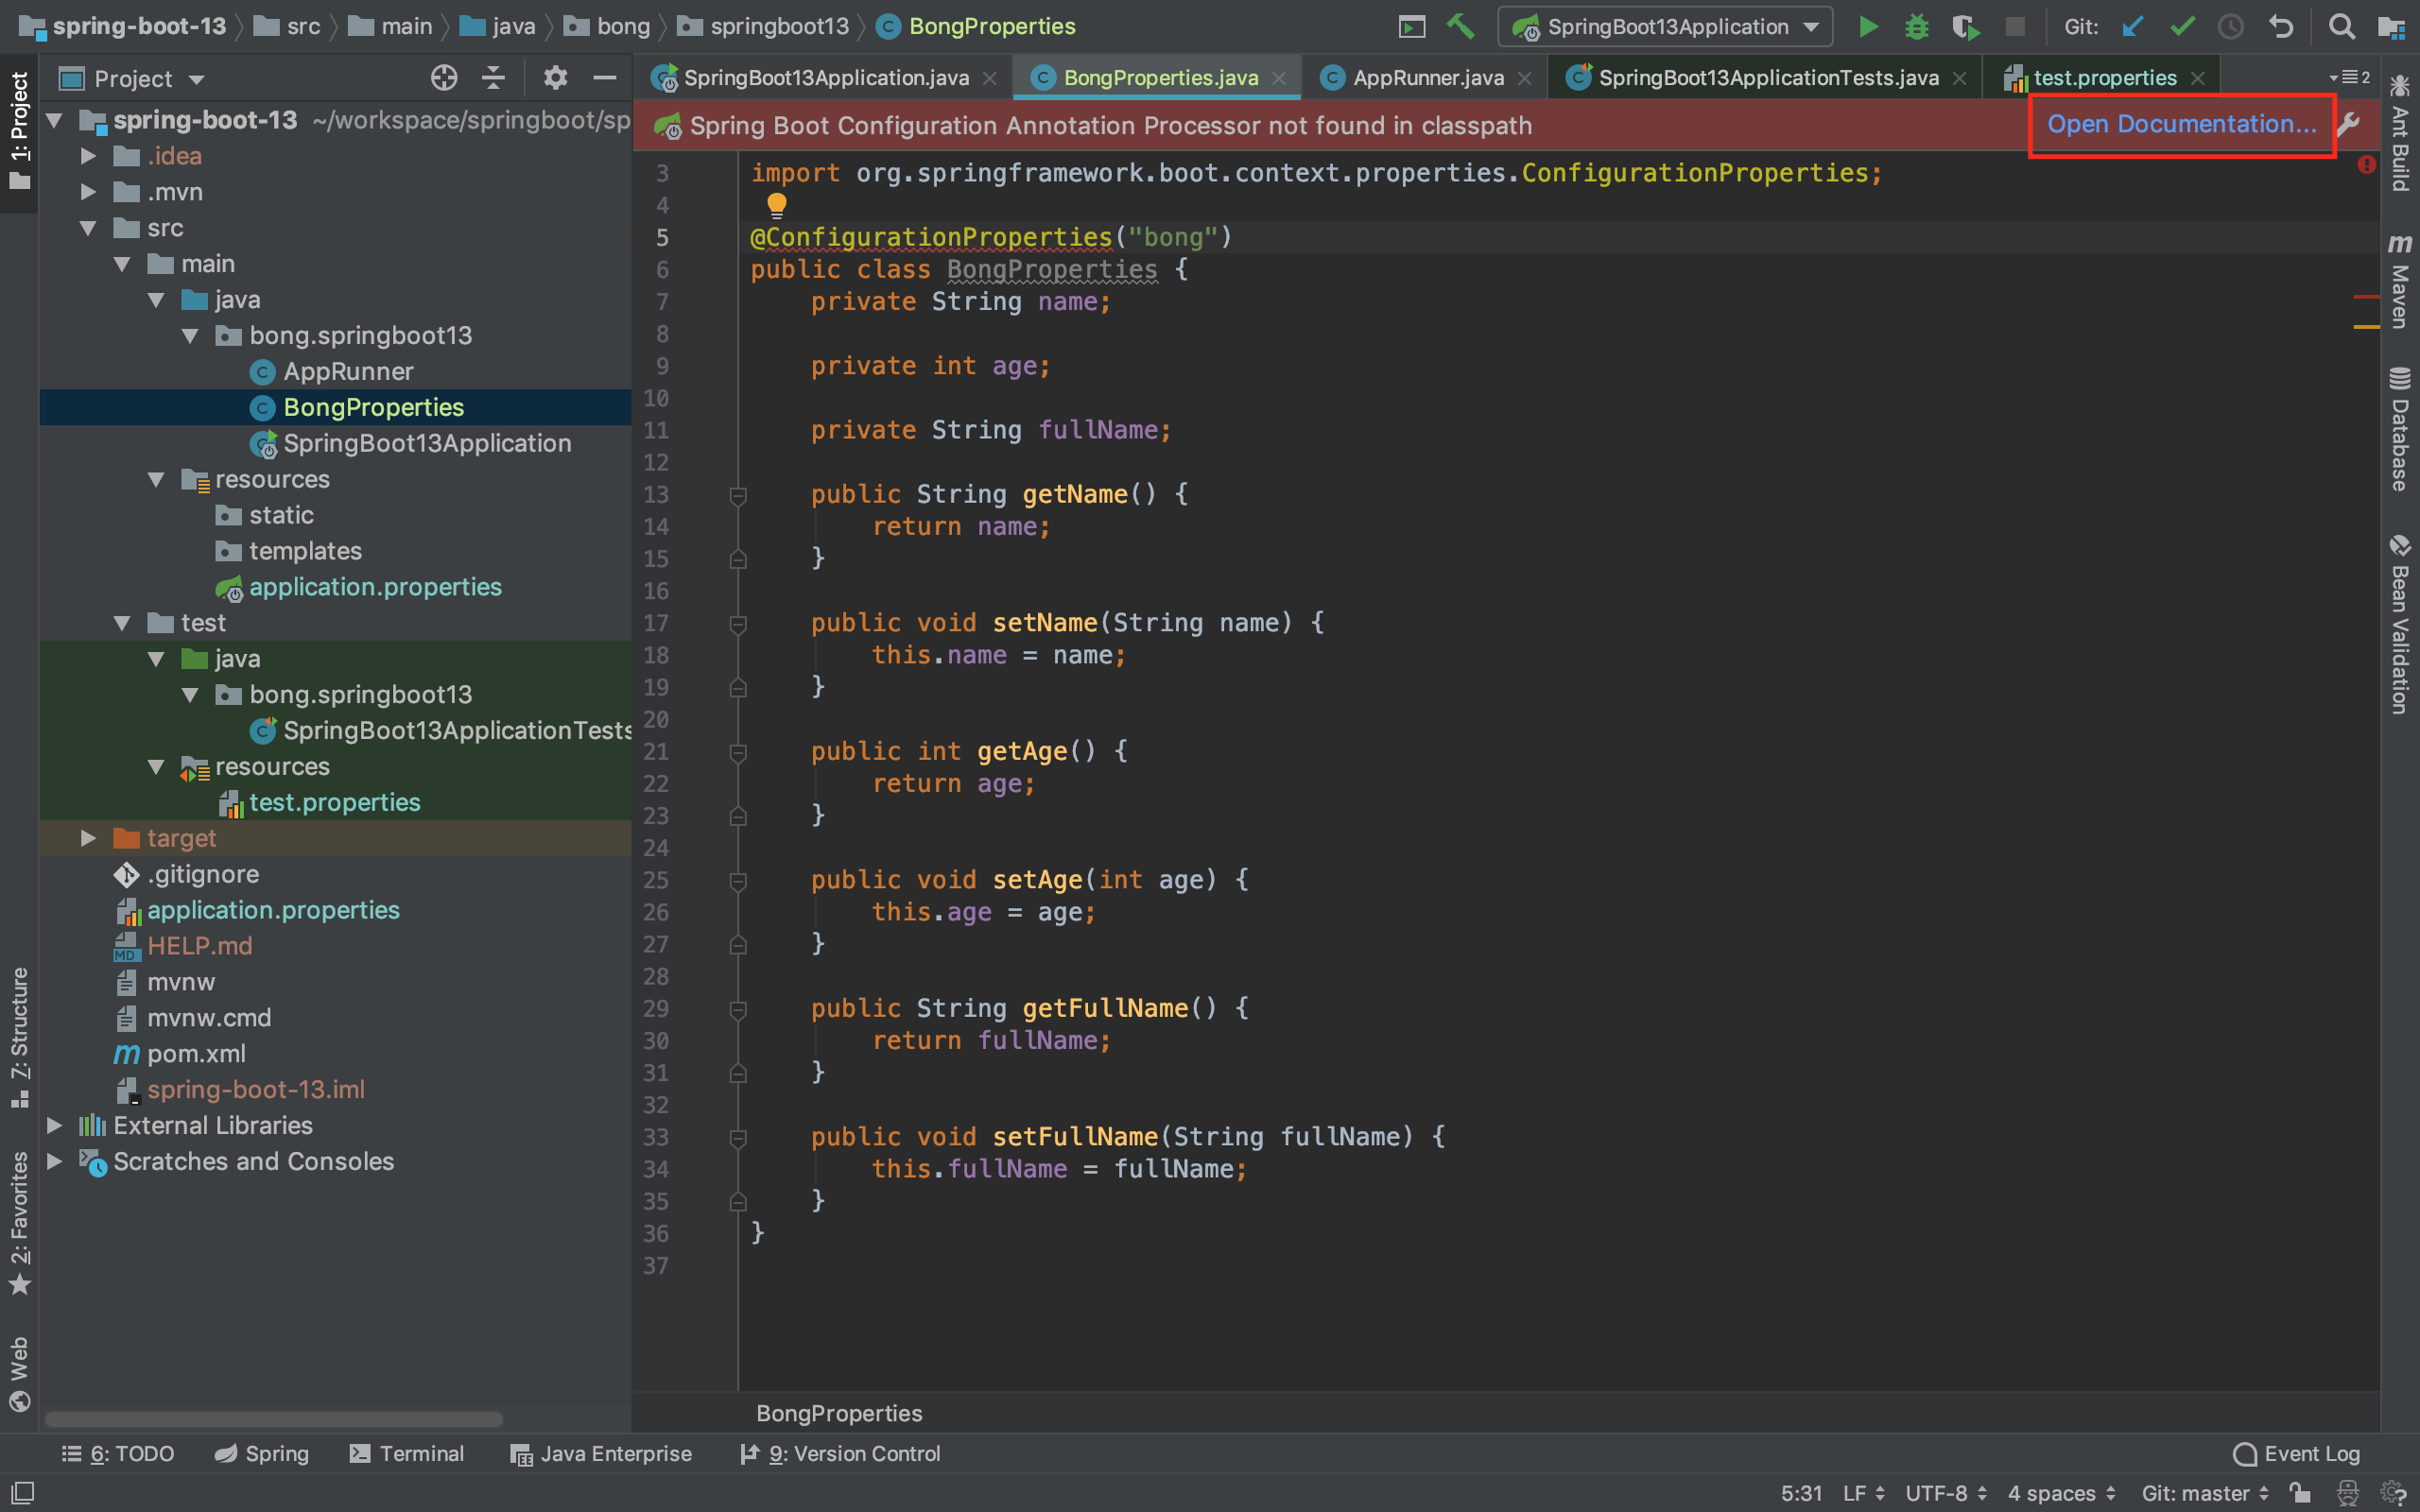 spring-boot-13 src main java bong springboot13 BongProperties SpringBoot13Application Git:
Project
SpringBoot13Application.java BongProperties.java AppRunner.java SpringBoot13ApplicationTests.java test.properties 2
1: Project
7: Structure
2: Favorites
Web
spring-boot-13 ~/workspace/springboot/sp
.idea
.mvn
src
main
java
bong.springboot13
AppRunner
BongProperties
SpringBoot13Application
resources
static
templates
application.properties
test
java
bong.springboot13
SpringBoot13ApplicationTests
resources
test.properties
target
.gitignore
application.properties
HELP.md
mvnw
mvnw.cmd
pom.xml
spring-boot-13.iml
External Libraries
Scratches and Consoles
Spring Boot Configuration Annotation Processor not found in classpath Open Documentation...
3 import org.springframework.boot.context.properties.ConfigurationProperties;
4
5 @ConfigurationProperties("bong")
6 public class BongProperties {
7 private String name;
8
9 private int age;
10
11 private String fullName;
12
13 public String getName() {
14 return name;
15 }
16
17 public void setName(String name) {
18 this.name = name;
19 }
20
21 public int getAge() {
22 return age;
23 }
24
25 public void setAge(int age) {
26 this.age = age;
27 }
28
29 public String getFullName() {
30 return fullName;
31 }
32
33 public void setFullName(String fullName) {
34 this.fullName = fullName;
35 }
36 }
37
BongProperties
Ant Build
Maven
Database
Bean Validation
6: TODO Spring Terminal Java Enterprise 9: Version Control Event Log
5:31 LF UTF-8 4 spaces Git: master